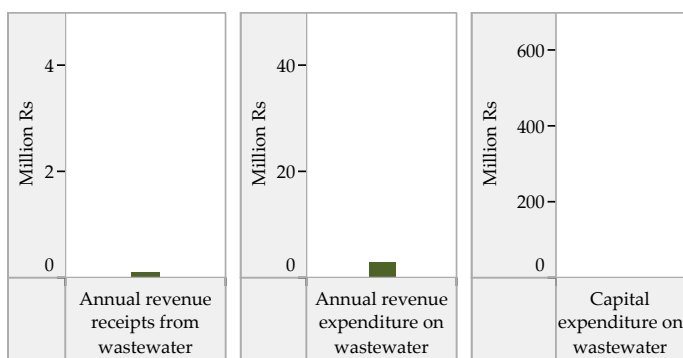 Million Rs
4
2
0
Annual revenue
receipts from
wastewater
Million Rs
40
20
0
Annual revenue
expenditure on
wastewater
Million Rs
600
400
200
0
Capital
expenditure on
wastewater